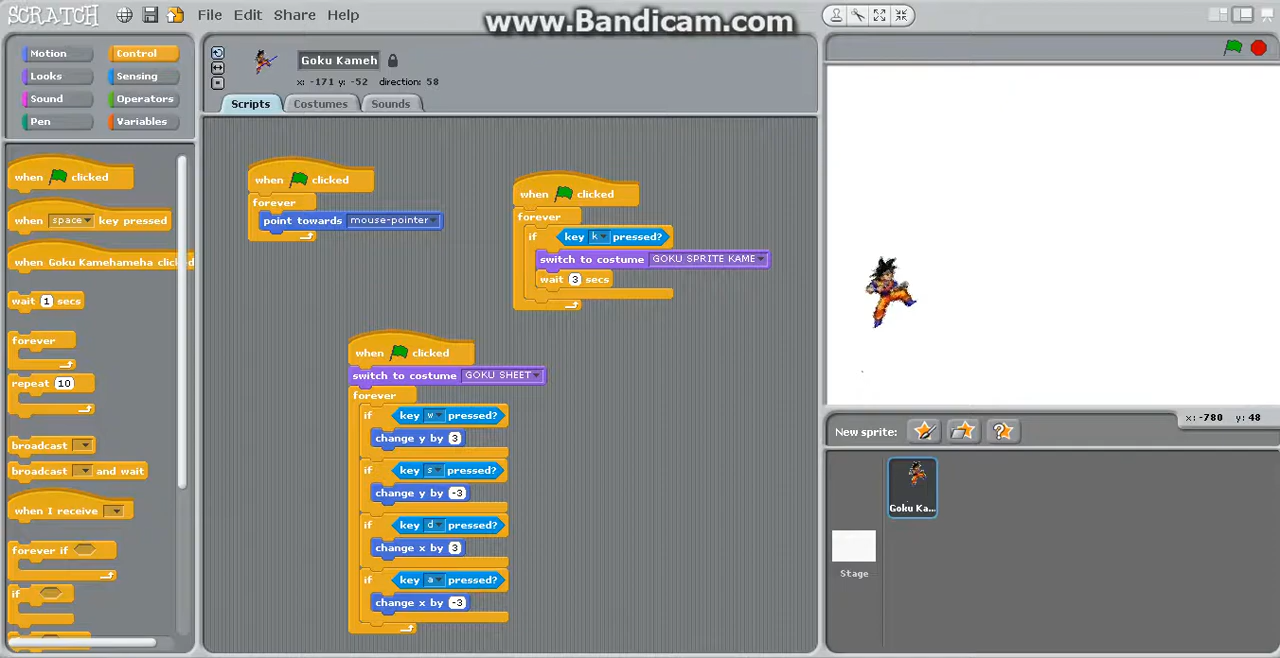 SCRATCH
File Edit Share Help
www.Bandicam.com
Motion Control
Looks Sensing
Sound Operators
Pen Variables
Goku Kameh
x: -171 y: -52 direction: 58
Scripts Costumes Sounds
when clicked
when space key pressed
when Goku Kamehameha clicked
wait 1 secs
forever
repeat 10
broadcast
broadcast and wait
when I receive
forever if
if
when clicked
forever
point towards mouse-pointer
when clicked
forever
if key k pressed?
switch to costume GOKU SPRITE KAME
wait 3 secs
when clicked
switch to costume GOKU SHEET
forever
if key w pressed?
change y by 3
if key s pressed?
change y by -3
if key d pressed?
change x by 3
if key a pressed?
change x by -3
x: -780 y: 48
New sprite:
Goku Ka...
Stage